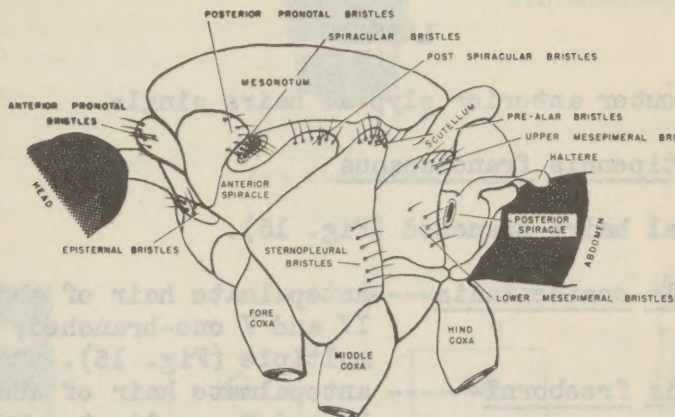 POSTERIOR PRONOTAL BRISTLES
SPIRACULAR BRISTLES
POST SPIRACULAR BRISTLES
MESONOTUM
ANTERIOR PRONOTAL
BRISTLES
SCUTELLUM
PRE-ALAR BRISTLES
UPPER MESEPIMERAL BRI
HALTERE
HEAD
ANTERIOR
SPIRACLE
POSTERIOR
SPIRACLE
ABDOMEN
EPISTERNAL BRISTLES
STERNOPLEURAL
BRISTLES
LOWER MESEPIMERAL BRISTLES
FORE
COXA
MIDDLE
COXA
HIND
COXA